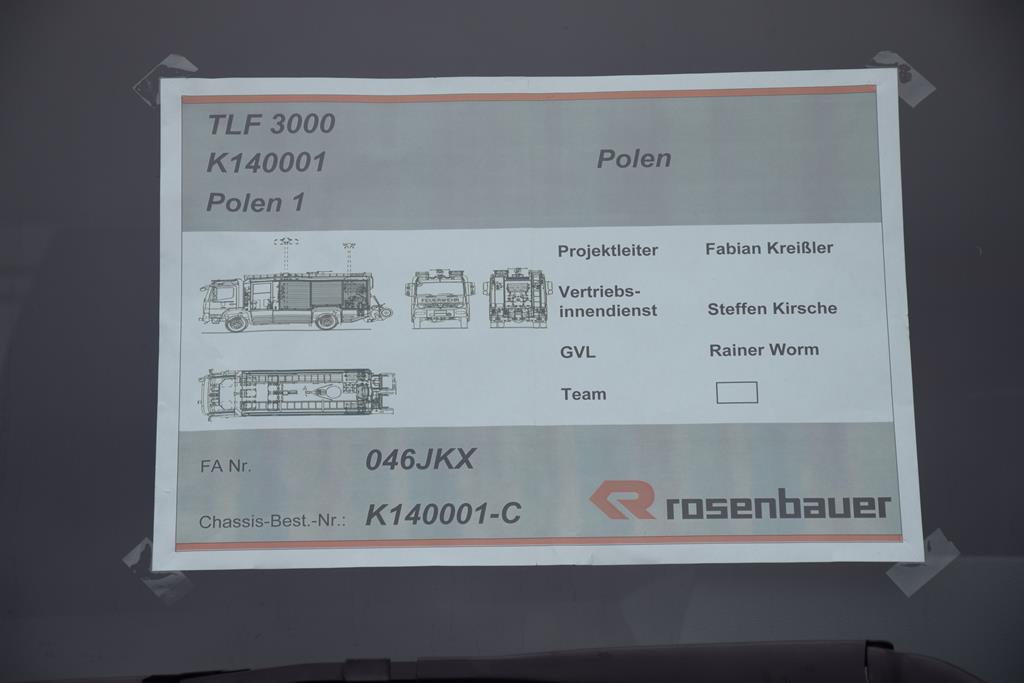 TLF 3000
K140001
Polen
Polen 1
Projektleiter Fabian Kreißler
Vertriebs-
innendienst Steffen Kirsche
GVL Rainer Worm
Team
FEUERWEHR
FA Nr. 046JKX
Chassis-Best.-Nr.: K140001-C
rosenbauer